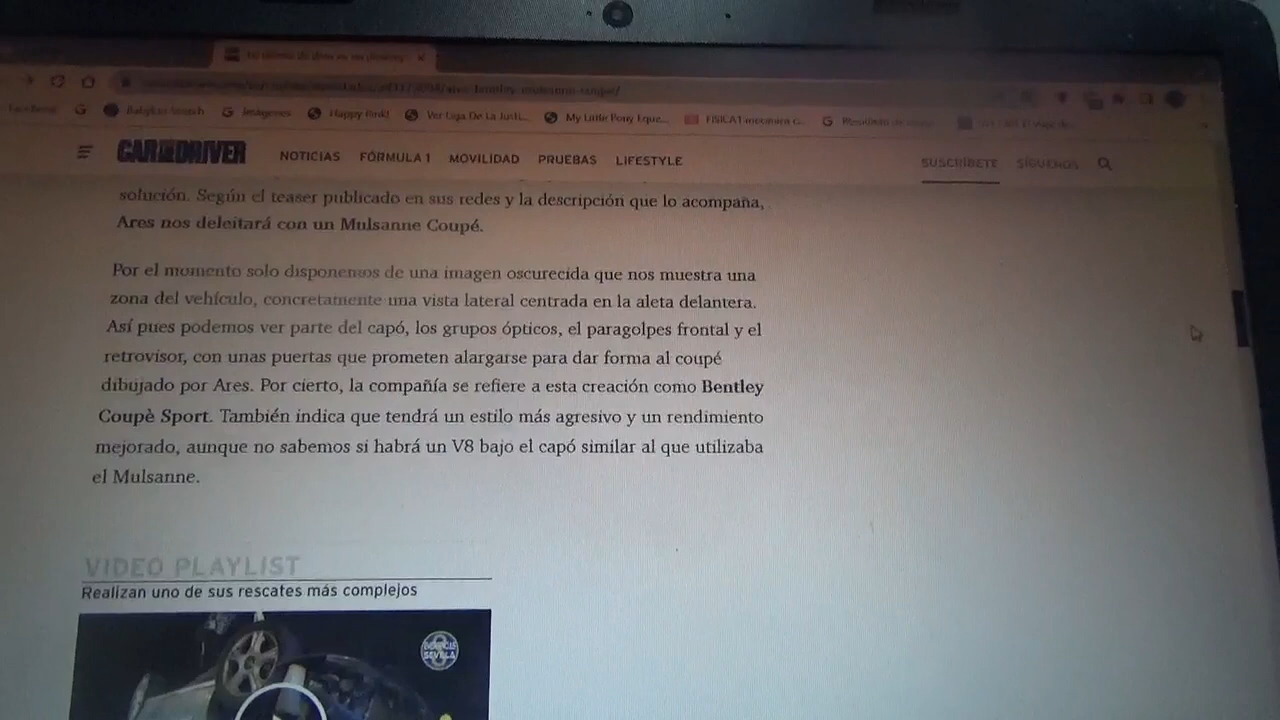 CAR AND DRIVER
NOTICIAS FÓRMULA 1 MOVILIDAD PRUEBAS LIFESTYLE SUSCRÍBETE SÍGUENOS
solución. Según el teaser publicado en sus redes y la descripción que lo acompaña,
Ares nos deleitará con un Mulsanne Coupé.
Por el momento solo disponemos de una imagen oscurecida que nos muestra una
zona del vehículo, concretamente una vista lateral centrada en la aleta delantera.
Así pues podemos ver parte del capó, los grupos ópticos, el paragolpes frontal y el
retrovisor, con unas puertas que prometen alargarse para dar forma al coupé
dibujado por Ares. Por cierto, la compañía se refiere a esta creación como Bentley
Coupè Sport. También indica que tendrá un estilo más agresivo y un rendimiento
mejorado, aunque no sabemos si habrá un V8 bajo el capó similar al que utilizaba
el Mulsanne.
VIDEO PLAYLIST
Realizan uno de sus rescates más complejos
SEVILLA